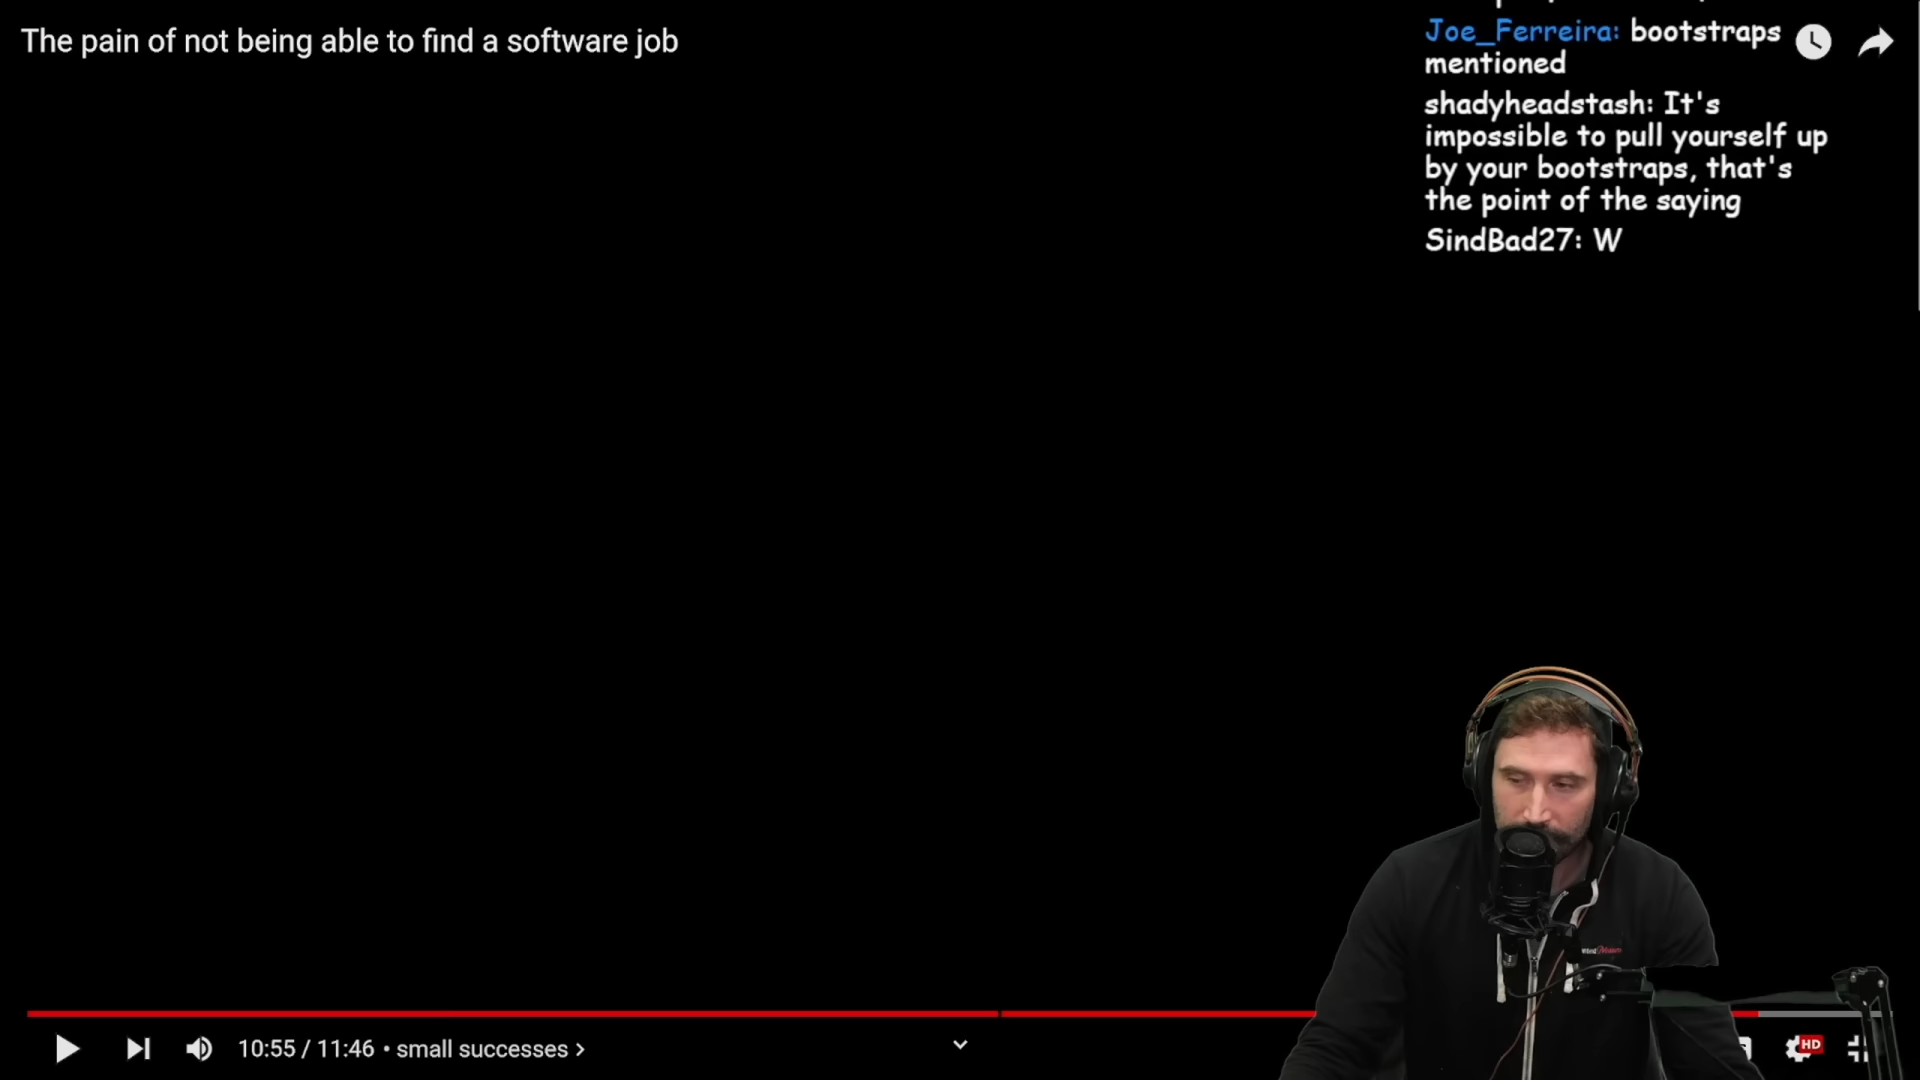 The pain of not being able to find a software job
Joe_Ferreira: bootstraps
mentioned
shadyheadstash: It's
impossible to pull yourself up
by your bootstraps, that's
the point of the saying
SindBad27: W
10:55 / 11:46 • small successes
HD